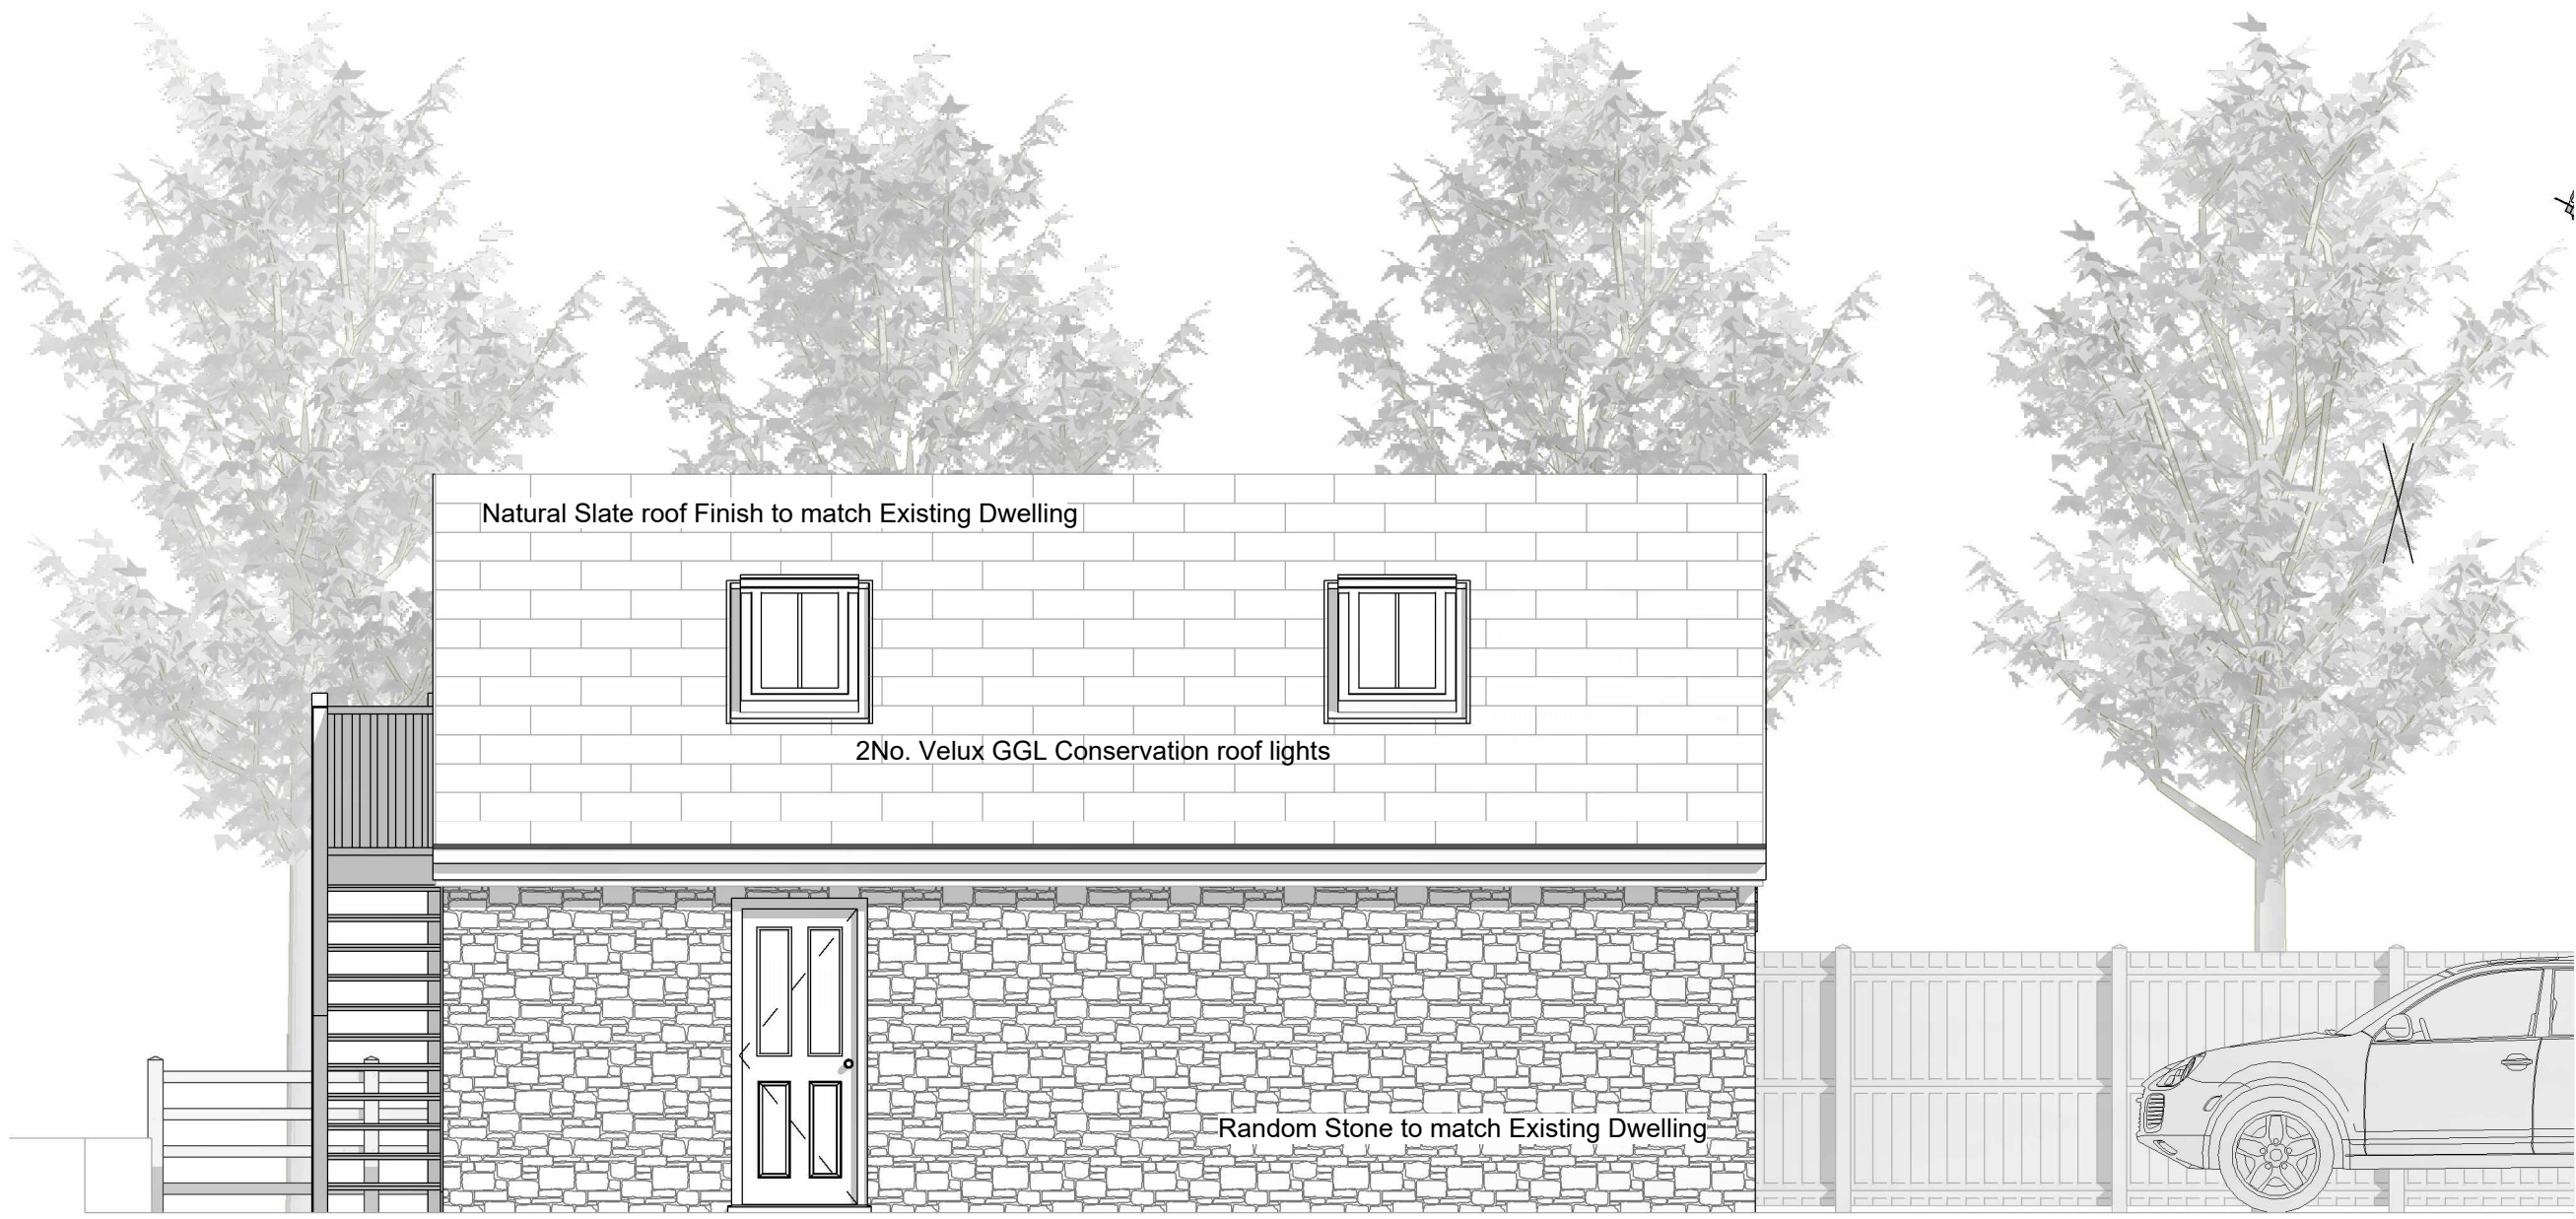 Natural Slate roof Finish to match Existing Dwelling
2No. Velux GGL Conservation roof lights
Random Stone to match Existing Dwelling